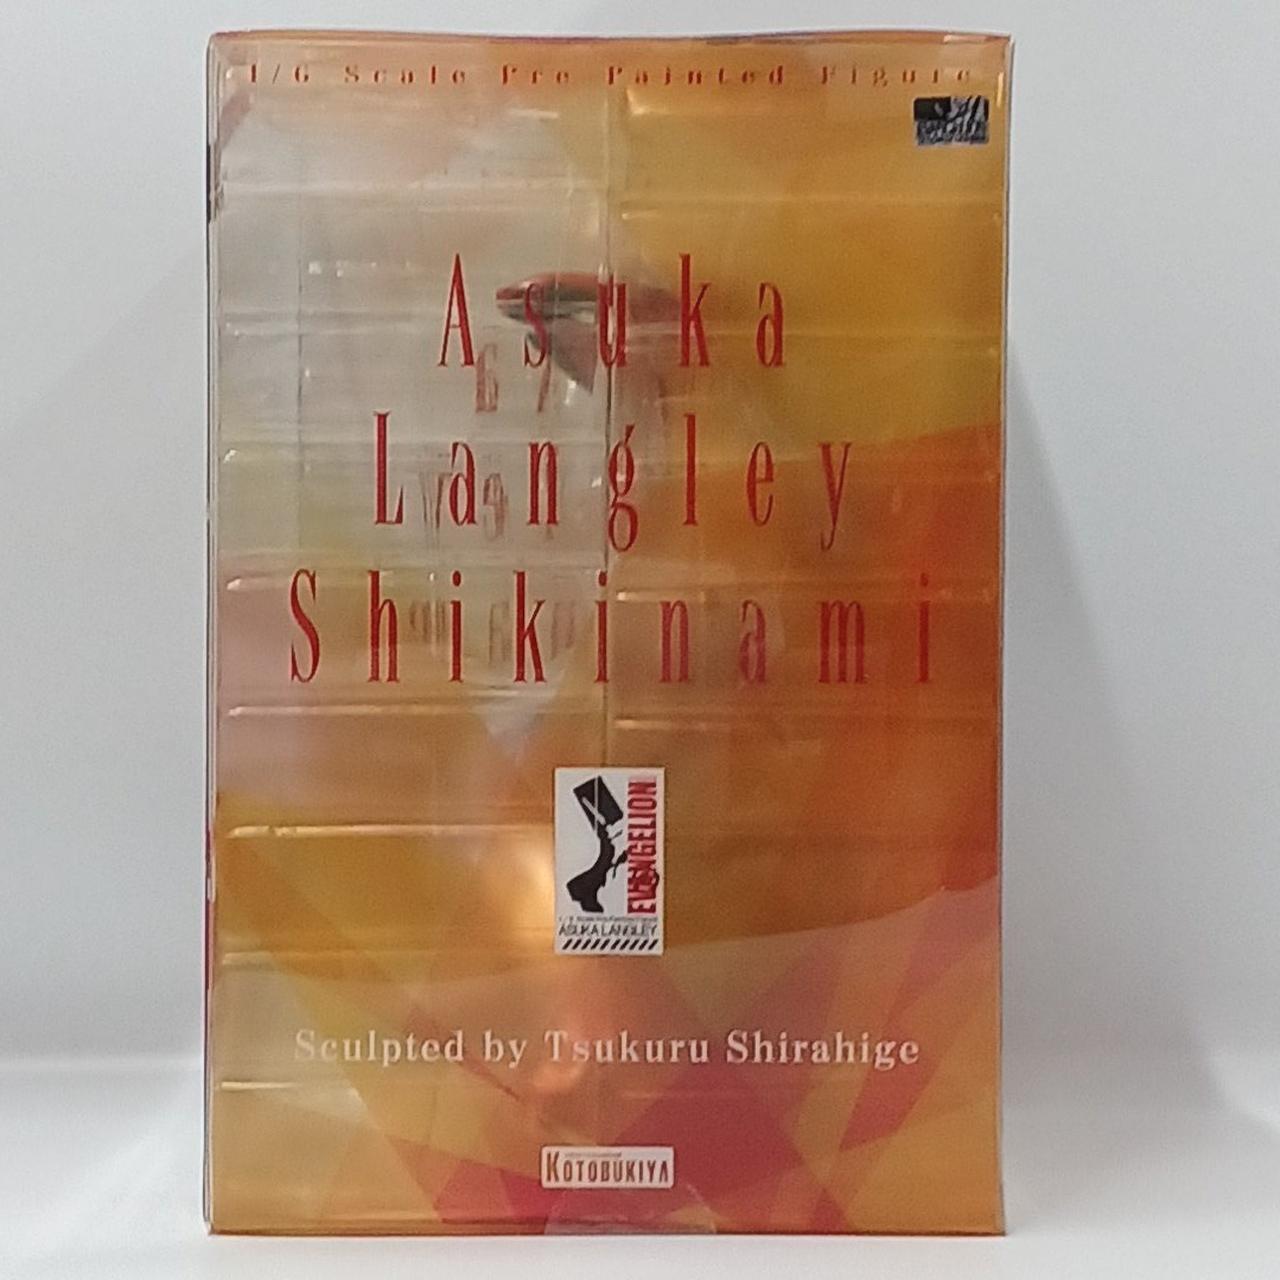 1/6 Scale Pre Painted Figure
Asuka
Langley
Shikinami
EVANGELION
ASUKA LANGLEY
Sculpted by Tsukuru Shirahige
KOTOBUKIYA